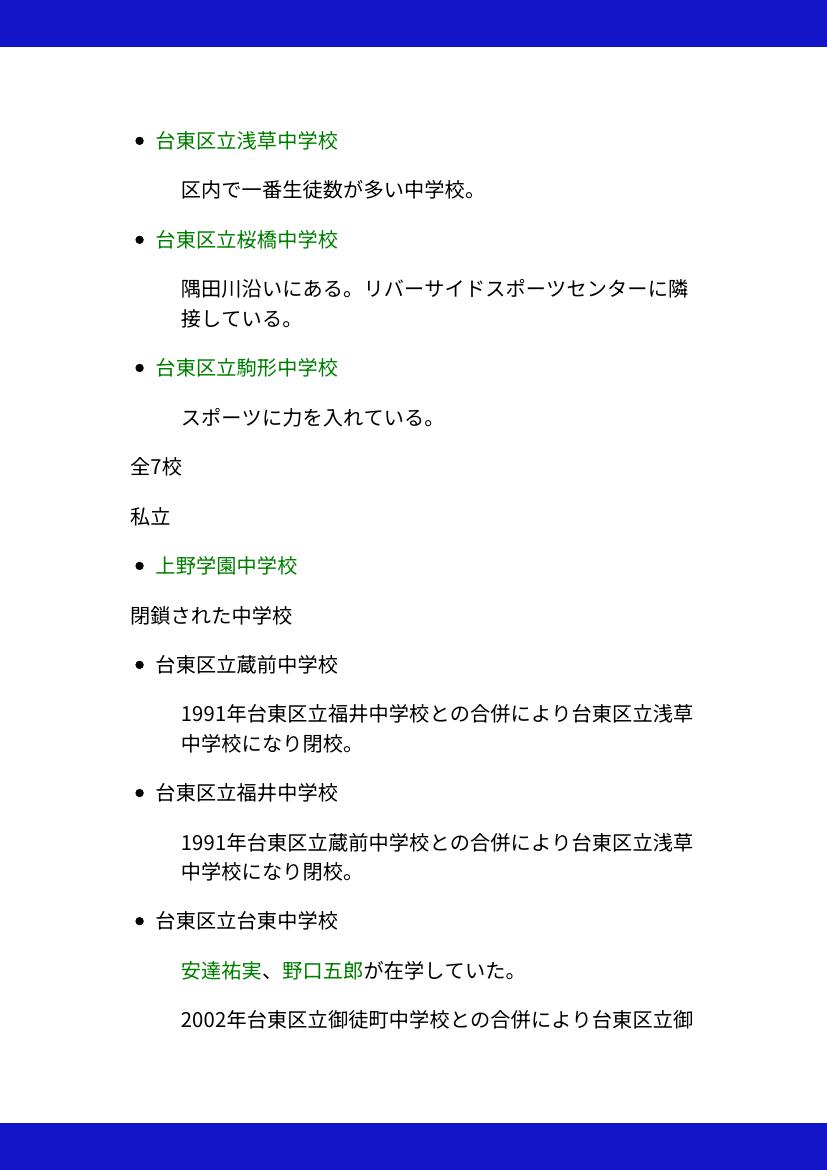 台東区立浅草中学校
区内で一番生徒数が多い中学校。
台東区立桜橋中学校
隅田川沿いにある。リバーサイドスポーツセンターに隣
接している。
台東区立駒形中学校
スポーツに力を入れている。
全7校
私立
上野学園中学校
閉鎖された中学校
台東区立蔵前中学校
1991年台東区立福井中学校との合併により台東区立浅草
中学校になり閉校。
台東区立福井中学校
1991年台東区立蔵前中学校との合併により台東区立浅草
中学校になり閉校。
台東区立台東中学校
安達祐実、野口五郎が在学していた。
2002年台東区立御徒町中学校との合併により台東区立御